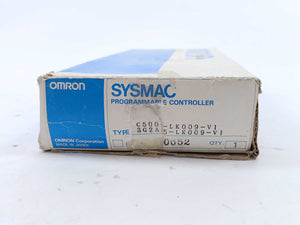 OMRON
SYSMAC
PROGRAMMABLE CONTROLLER
C500-LK009-V1
TYPE 3G2A5-LK009-V1
0652
QTY. 1
OMRON Corporation
MADE IN JAPAN